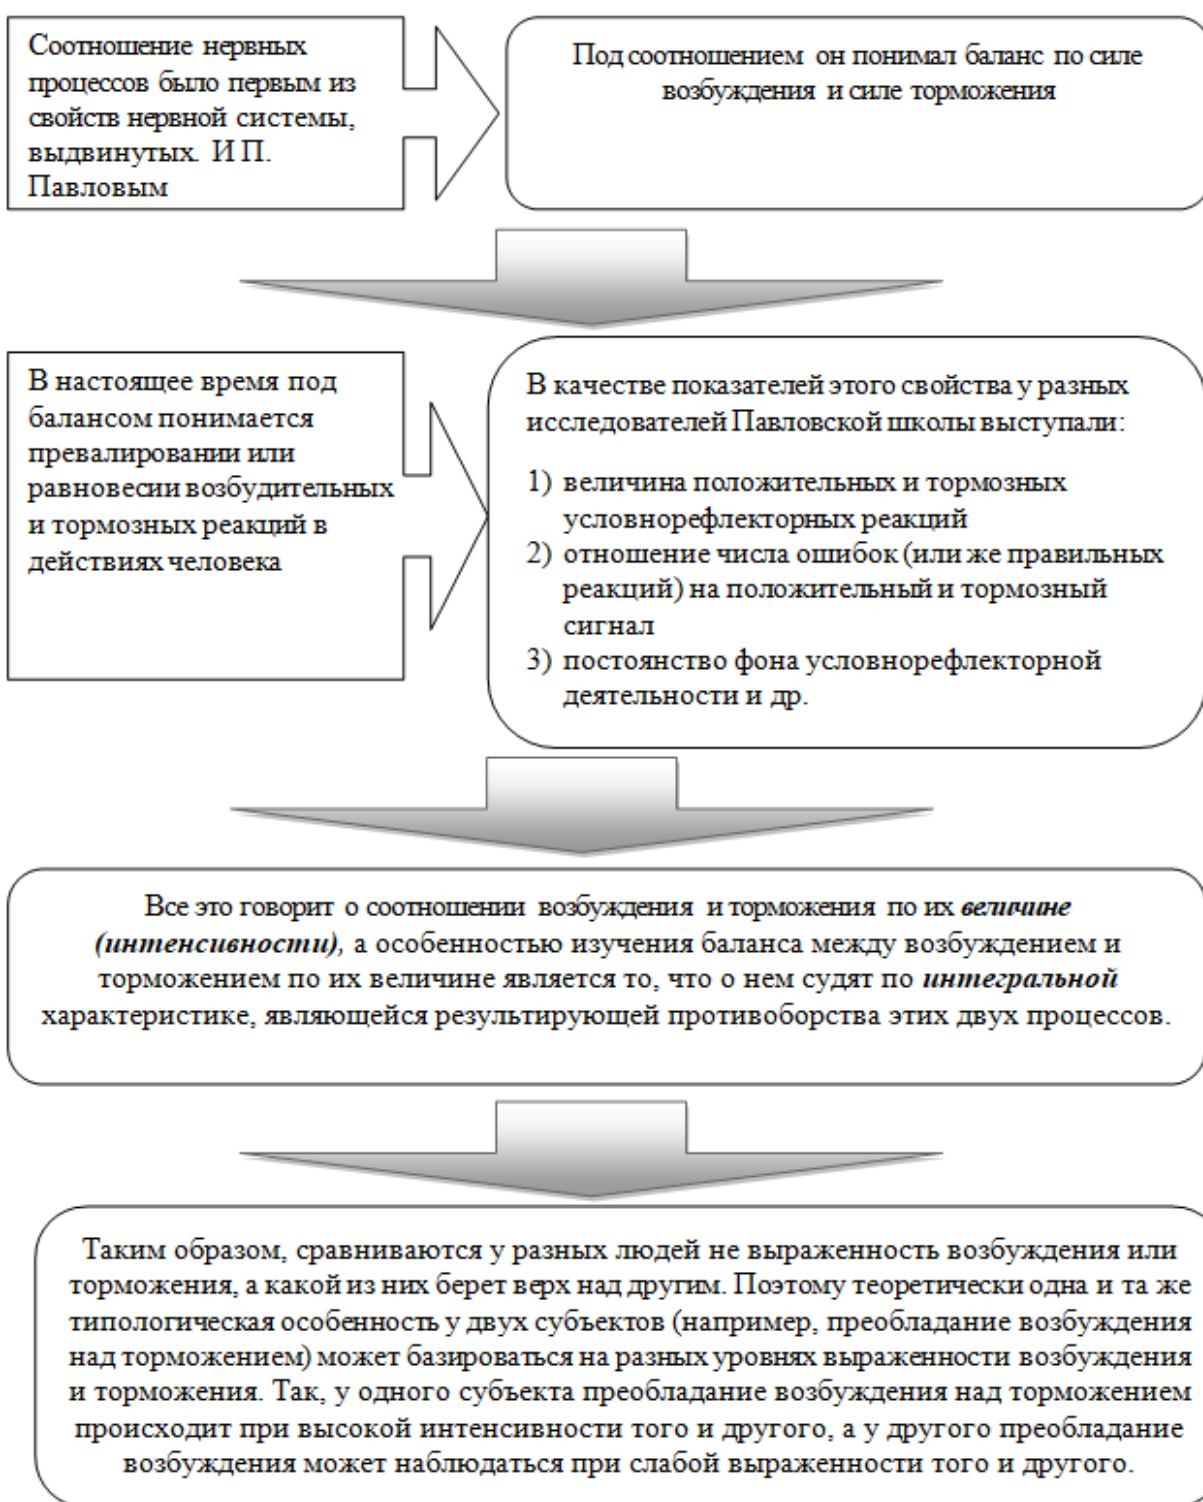 Соотношение нервных
процессов было первым из
свойств нервной системы,
выдвинутых. И П.
Павловым
Под соотношением он понимал баланс по силе
возбуждения и силе торможения
В настоящее время под
балансом понимается
превалировании или
равновесии возбудительных
и тормозных реакций в
действиях человека
В качестве показателей этого свойства у разных
исследователей Павловской школы выступали:
1) величина положительных и тормозных
условнорефлекторных реакций
2) отношение числа ошибок (или же правильных
реакций) на положительный и тормозный
сигнал
3) постоянство фона условнорефлекторной
деятельности и др.
Все это говорит о соотношении возбуждения и торможения по их величине
(интенсивности), а особенностью изучения баланса между возбуждением и
торможением по их величине является то, что о нем судят по интегральной
характеристике, являющейся результирующей противоборства этих двух процессов.
Таким образом, сравниваются у разных людей не выраженность возбуждения или
торможения, а какой из них берет верх над другим. Поэтому теоретически одна и та же
типологическая особенность у двух субъектов (например, преобладание возбуждения
над торможением) может базироваться на разных уровнях выраженности возбуждения
и торможения. Так, у одного субъекта преобладание возбуждения над торможением
происходит при высокой интенсивности того и другого, а у другого преобладание
возбуждения может наблюдаться при слабой выраженности того и другого.